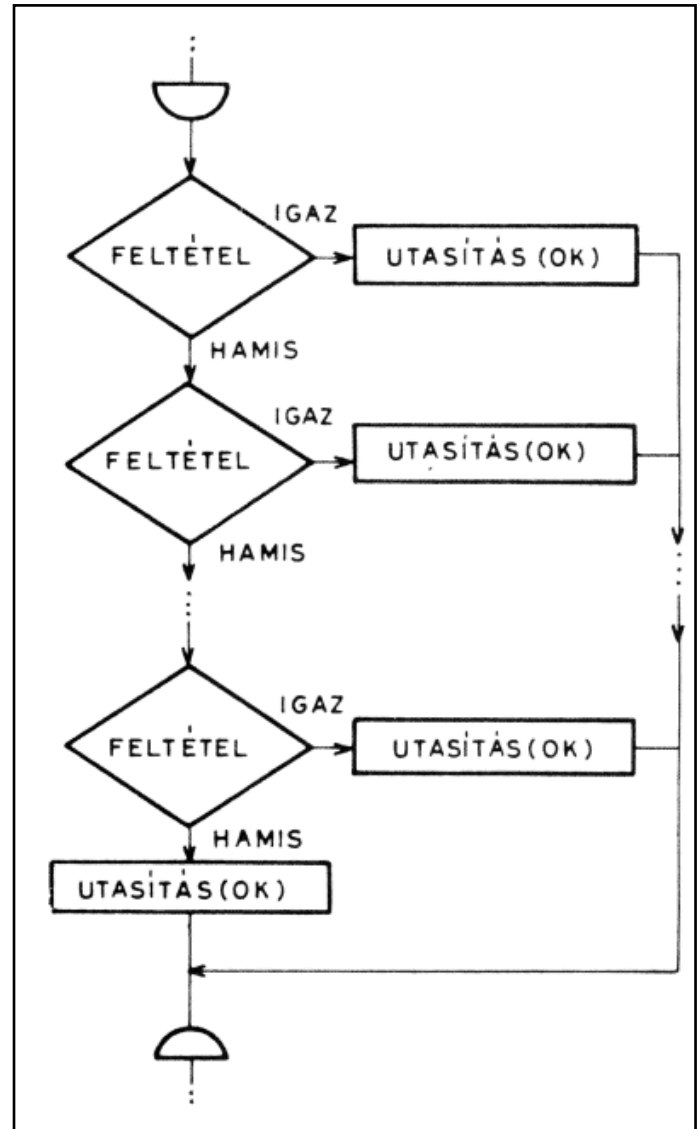 IGAZ
FELTÉTEL
UTASÍTÁS (OK)
HAMIS
IGAZ
FELTÉTEL
UTASÍTÁS (OK)
HAMIS
IGAZ
FELTÉTEL
UTASÍTÁS (OK)
HAMIS
UTASÍTÁS (OK)